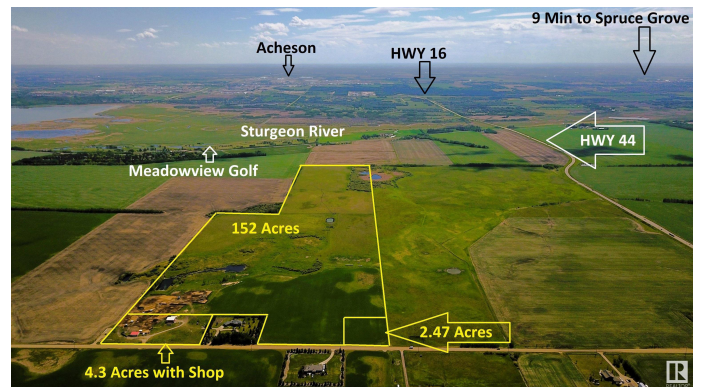 9 Min to Spruce Grove
Acheson
HWY 16
Sturgeon River
HWY 44
Meadowview Golf
152 Acres
2.47 Acres
4.3 Acres with Shop
R
REALTOR®